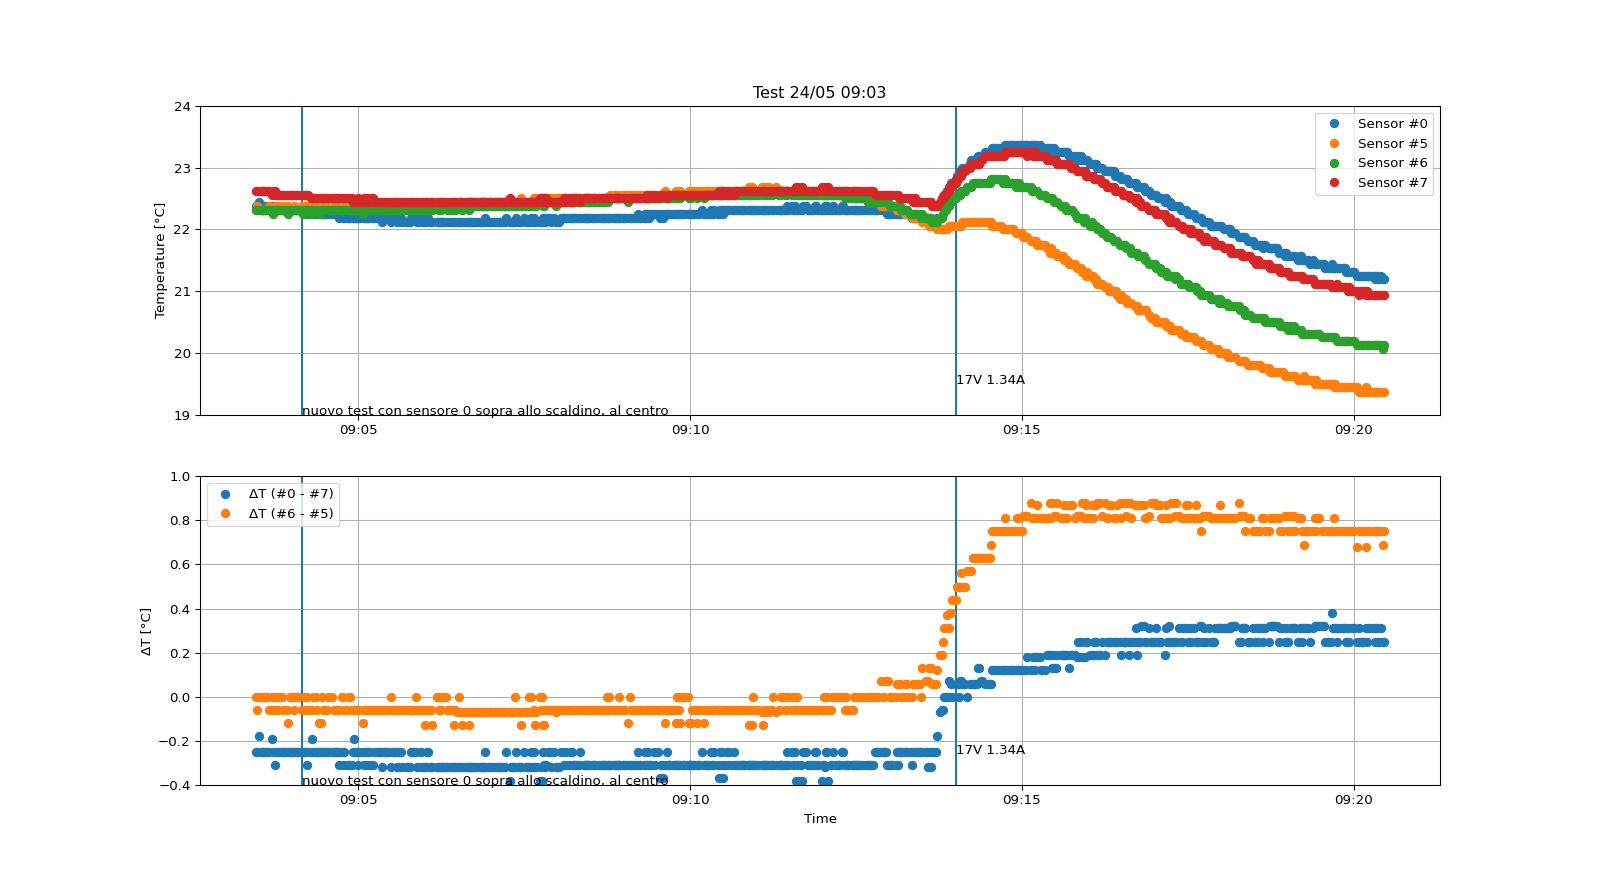 Test 24/05 09:03
24
23
22
21
20
19
Temperature [°C]
Sensor #0
Sensor #5
Sensor #6
Sensor #7
17V 1.34A
nuovo test con sensore 0 sopra allo scaldino, al centro
09:05
09:10
09:15
09:20
1.0
0.8
0.6
0.4
0.2
0.0
−0.2
−0.4
ΔT [°C]
ΔT (#0 - #7)
ΔT (#6 - #5)
17V 1.34A
nuovo test con sensore 0 sopra allo scaldino, al centro
09:05
09:10
09:15
09:20
Time